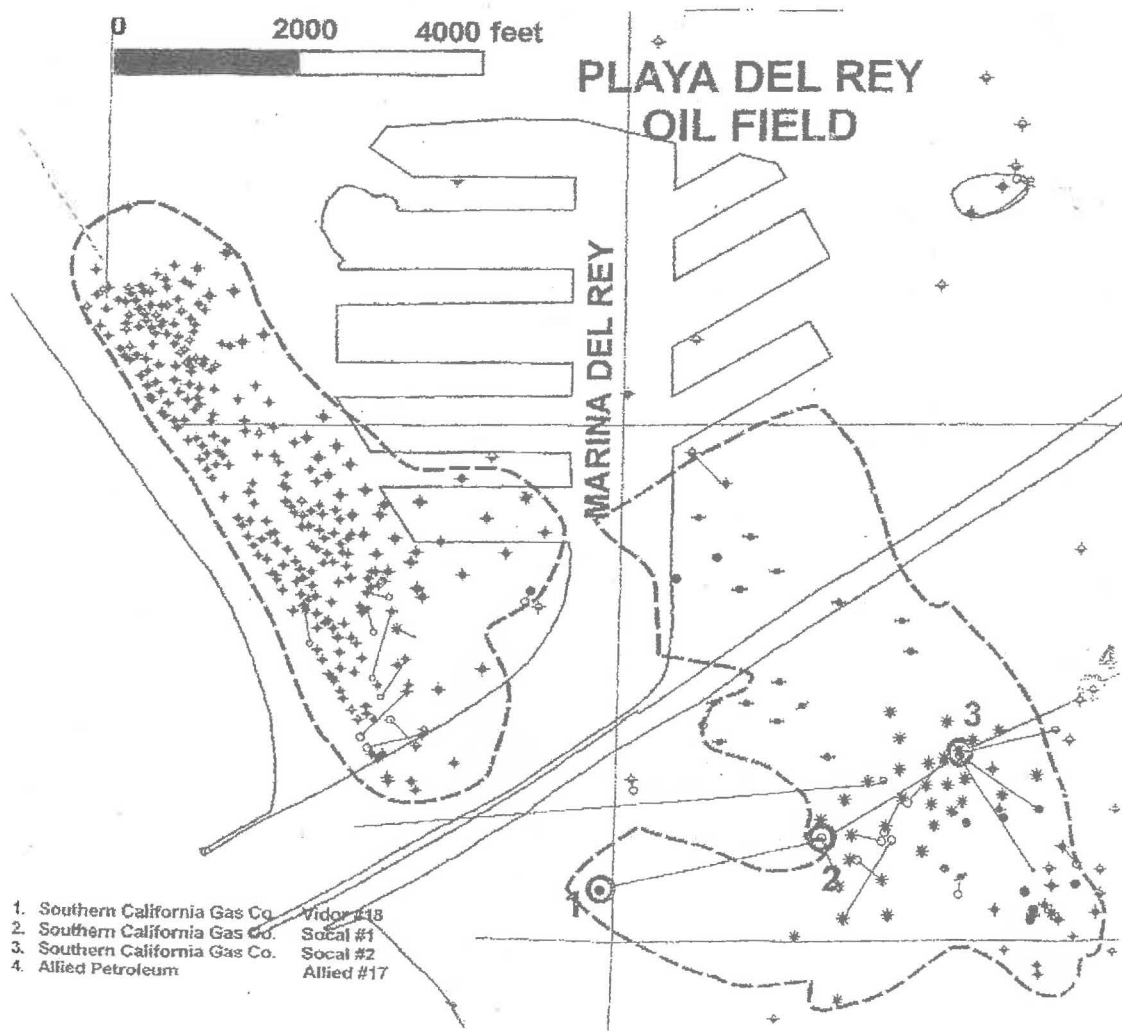 0 2000 4000 feet
PLAYA DEL REY
OIL FIELD
MARINA DEL REY
3
2
1
1. Southern California Gas Co. Vidor #18
2. Southern California Gas Co. Socal #1
3. Southern California Gas Co. Socal #2
4. Allied Petroleum Allied #17